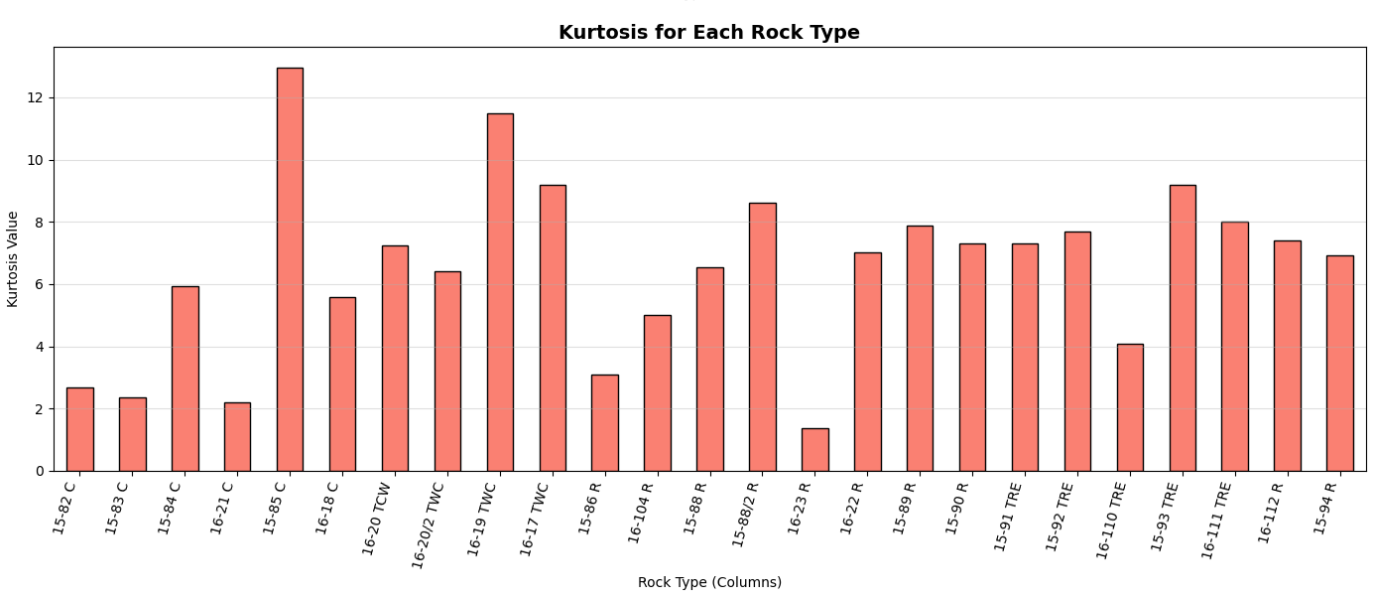 Kurtosis for Each Rock Type
Kurtosis Value
12
10
8
6
4
2
0
15-82 C
15-83 C
15-84 C
16-21 C
15-85 C
16-18 C
16-20 TCW
16-20/2 TWC
16-19 TWC
16-17 TWC
15-86 R
16-104 R
15-88 R
15-88/2 R
16-23 R
16-22 R
15-89 R
15-90 R
15-91 TRE
15-92 TRE
16-110 TRE
15-93 TRE
16-111 TRE
16-112 R
15-94 R
Rock Type (Columns)